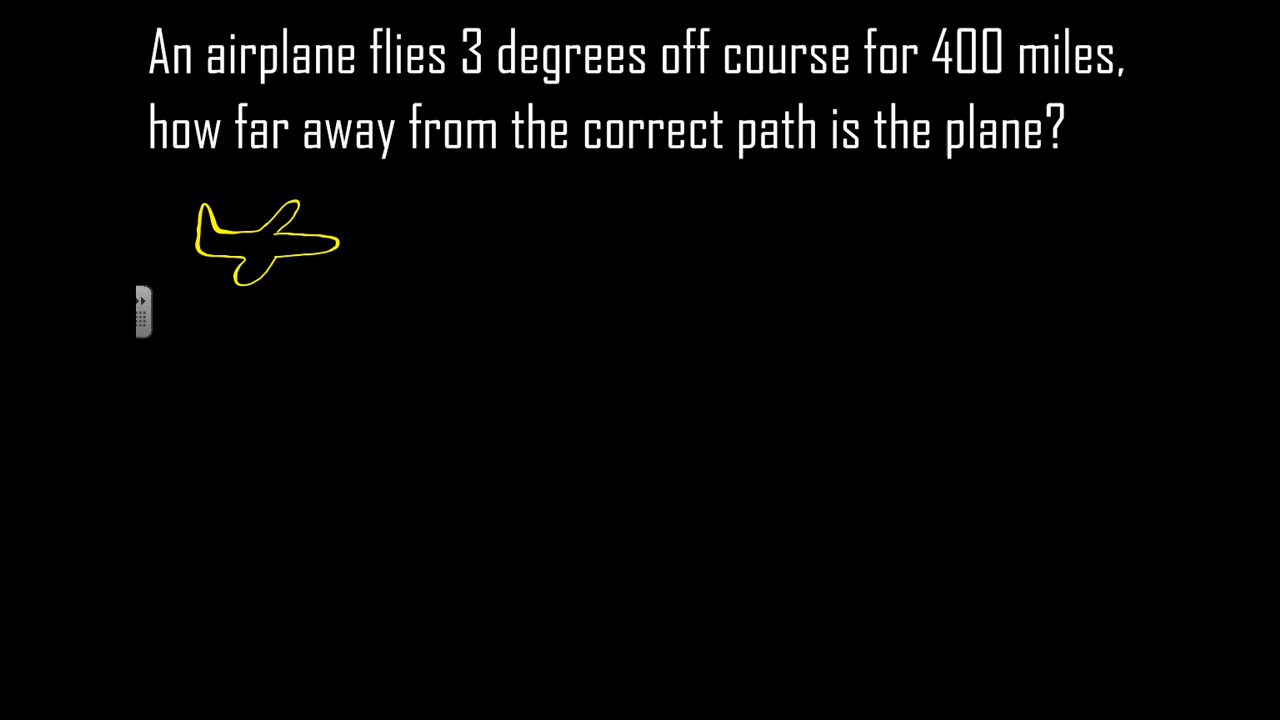 An airplane flies 3 degrees off course for 400 miles,
how far away from the correct path is the plane?